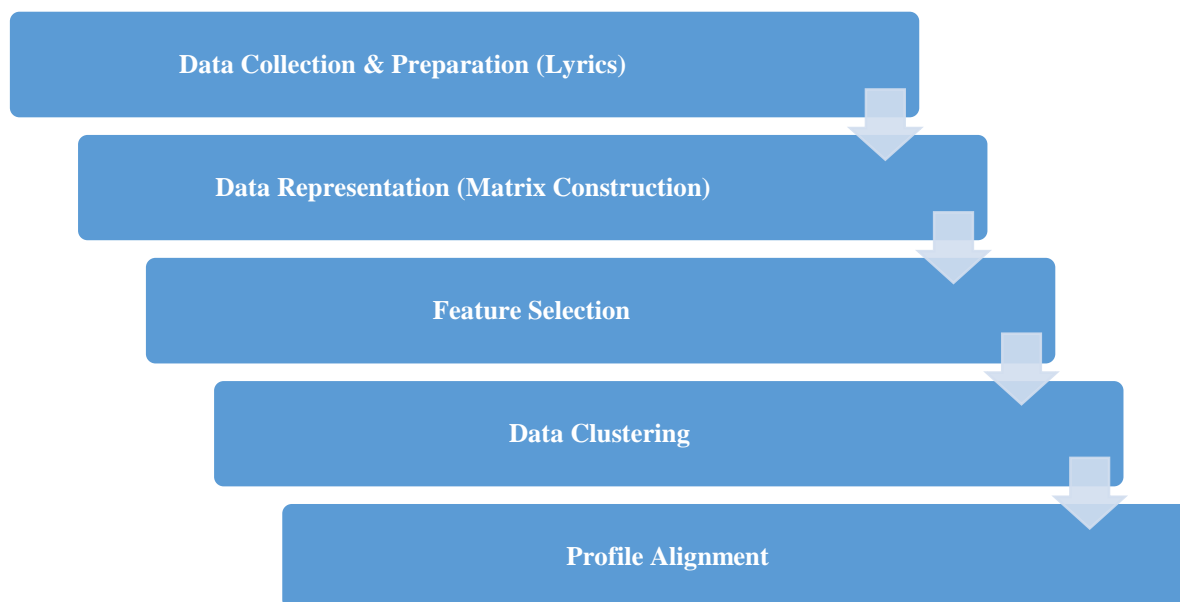 Data Collection & Preparation (Lyrics)
Data Representation (Matrix Construction)
Feature Selection
Data Clustering
Profile Alignment